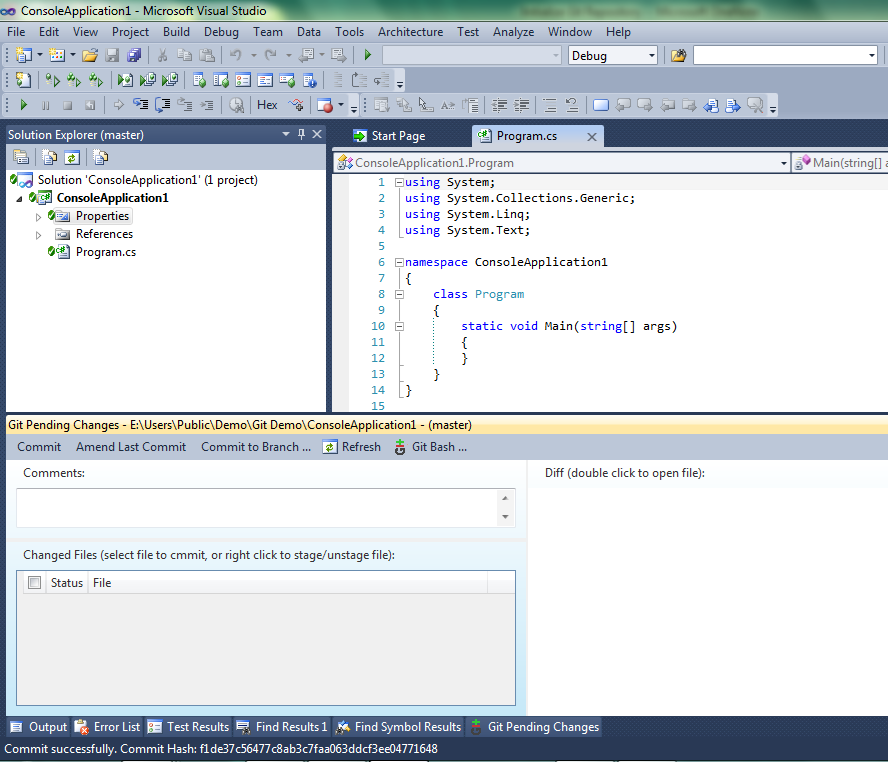 ConsoleApplication1 - Microsoft Visual Studio
File Edit View Project Build Debug Team Data Tools Architecture Test Analyze Window Help
Debug
Hex
Solution Explorer (master)
Start Page
Program.cs
ConsoleApplication1.Program
Main(string[] a
Solution 'ConsoleApplication1' (1 project)
ConsoleApplication1
Properties
References
Program.cs
1 using System;
2 using System.Collections.Generic;
3 using System.Linq;
4 using System.Text;
5
6 namespace ConsoleApplication1
7 {
8 class Program
9 {
10 static void Main(string[] args)
11 {
12 }
13 }
14 }
15
Git Pending Changes - E:\Users\Public\Demo\Git Demo\ConsoleApplication1 - (master)
Commit Amend Last Commit Commit to Branch ... Refresh Git Bash ...
Comments:
Diff (double click to open file):
Changed Files (select file to cmmit, or right click to stage/unstage file):
Status File
Output Error List Test Results Find Results 1 Find Symbol Results Git Pending Changes
Commit successfully. Commit Hash: f1de37c56477c8ab3c7faa063ddcf3ee04771648